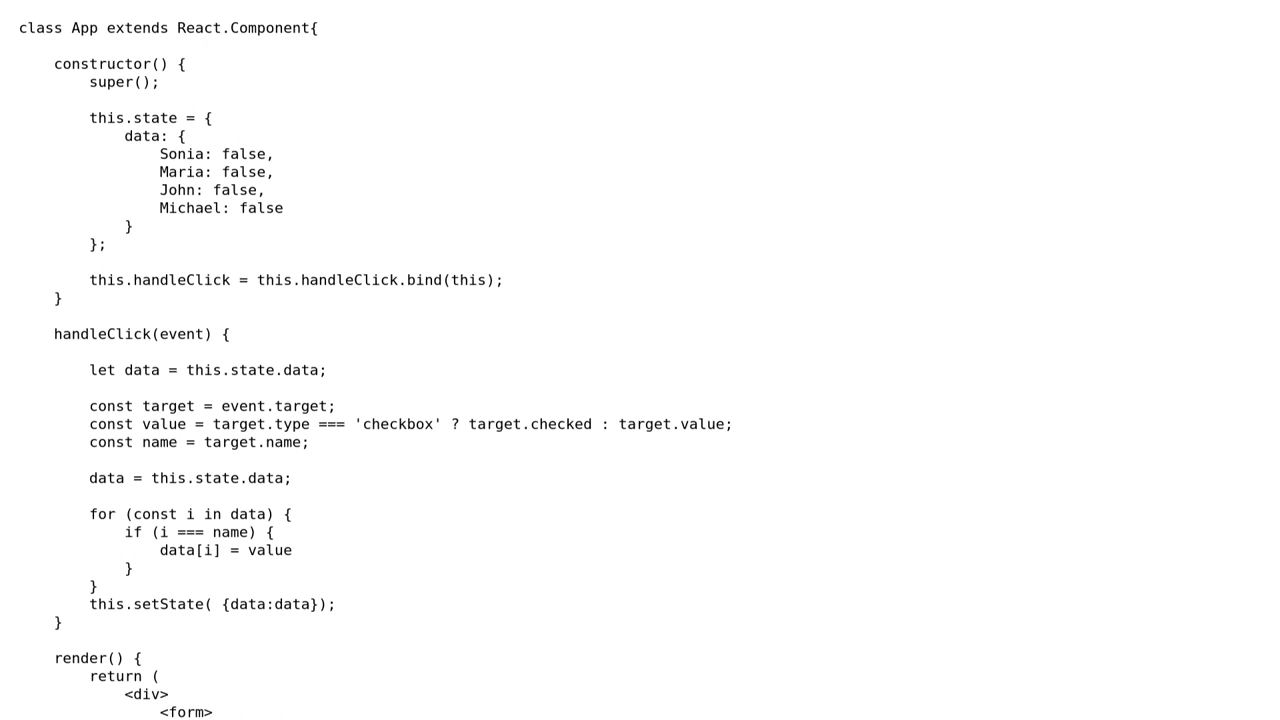 class App extends React.Component{
constructor() {
super();
this.state = {
data: {
Sonia: false,
Maria: false,
John: false,
Michael: false
}
};
this.handleClick = this.handleClick.bind(this);
}
handleClick(event) {
let data = this.state.data;
const target = event.target;
const value = target.type === 'checkbox' ? target.checked : target.value;
const name = target.name;
data = this.state.data;
for (const i in data) {
if (i === name) {
data[i] = value
}
}
this.setState( {data:data});
}
render() {
return (
<div>
<form>